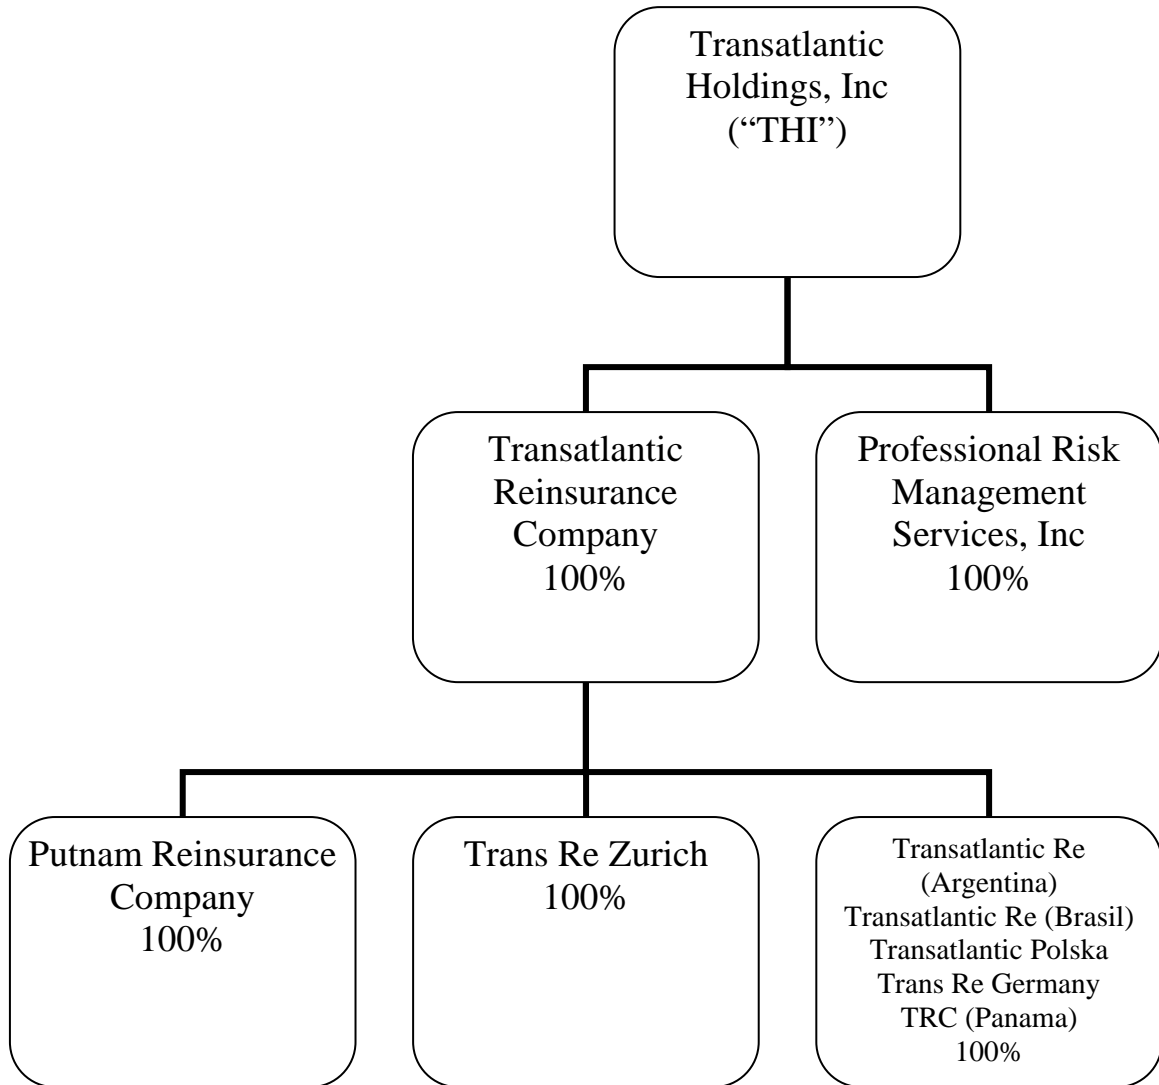 Transatlantic
Holdings, Inc
(“THI”)
Transatlantic
Reinsurance
Company
100%
Professional Risk
Management
Services, Inc
100%
Putnam Reinsurance
Company
100%
Trans Re Zurich
100%
Transatlantic Re
(Argentina)
Transatlantic Re (Brasil)
Transatlantic Polska
Trans Re Germany
TRC (Panama)
100%